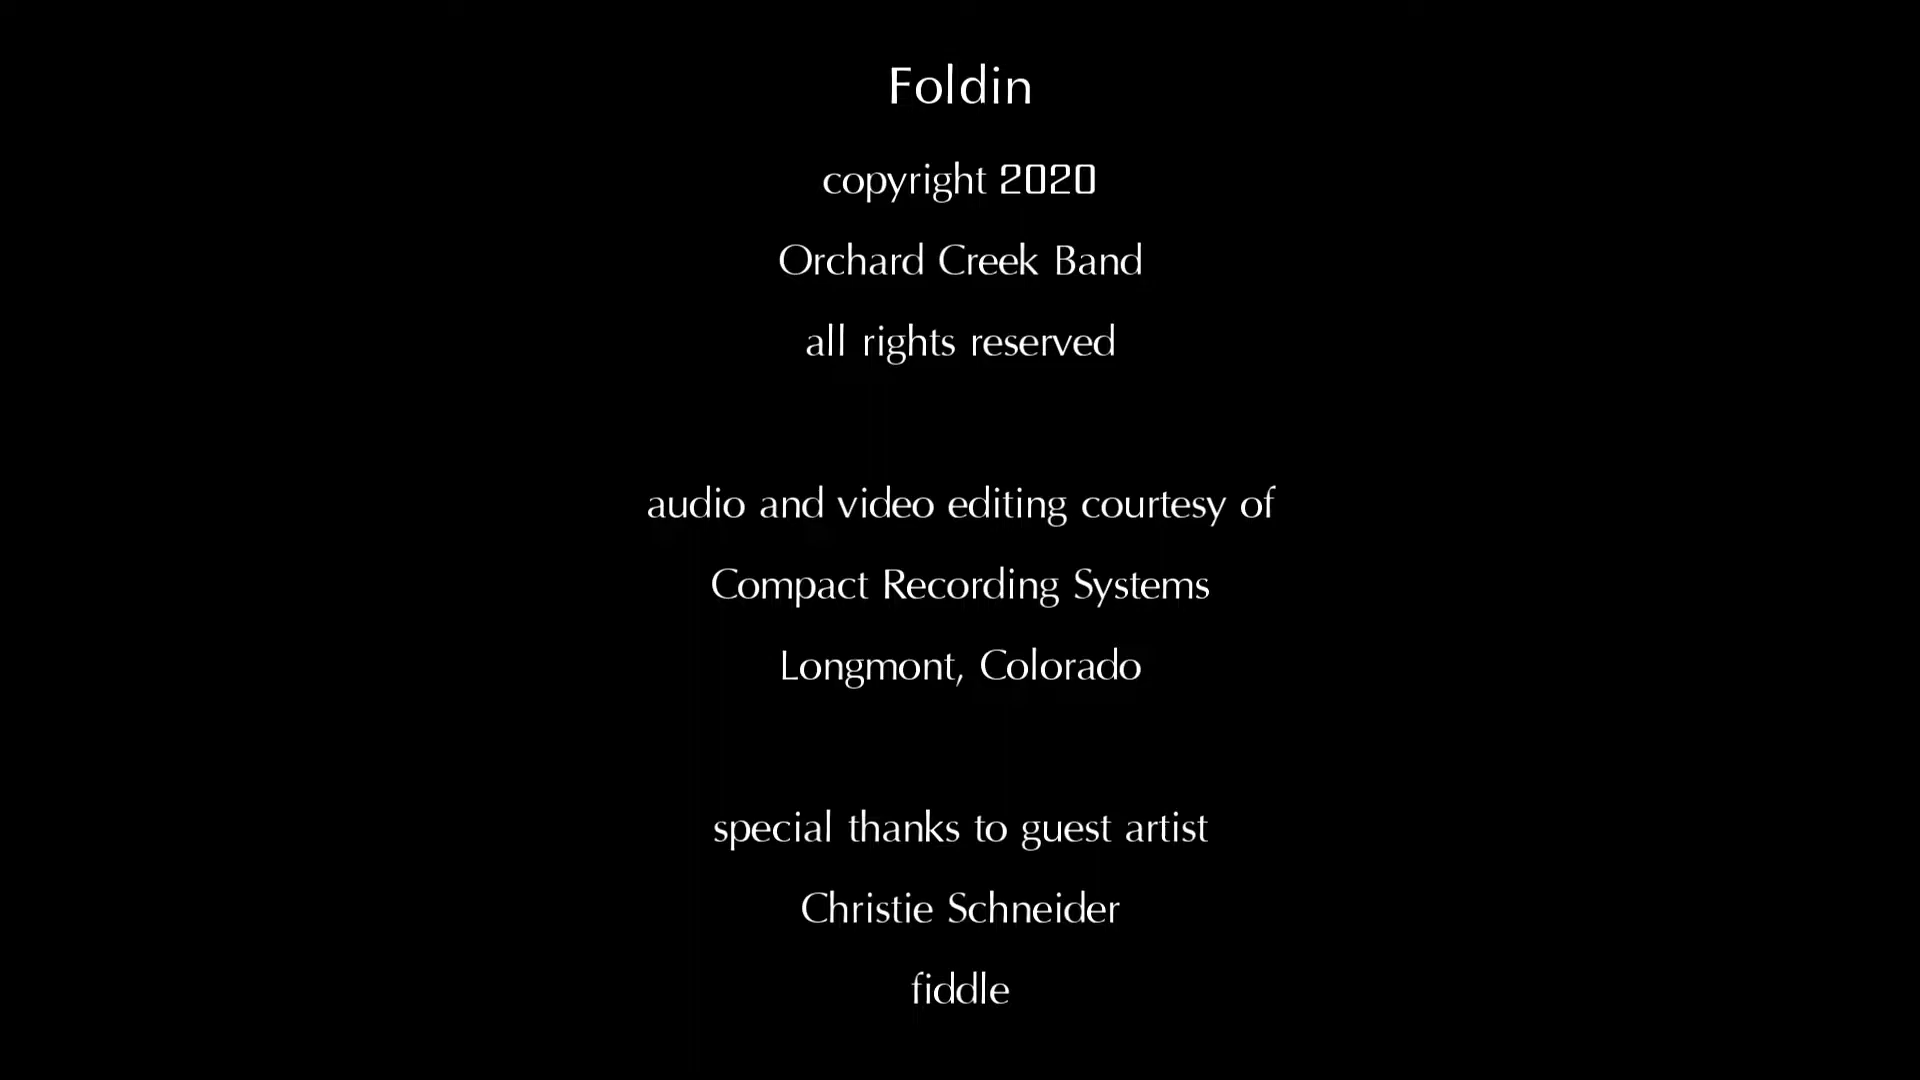 Foldin
copyright 2020
Orchard Creek Band
all rights reserved
audio and video editing courtesy of
Compact Recording Systems
Longmont, Colorado
special thanks to guest artist
Christie Schneider
fiddle